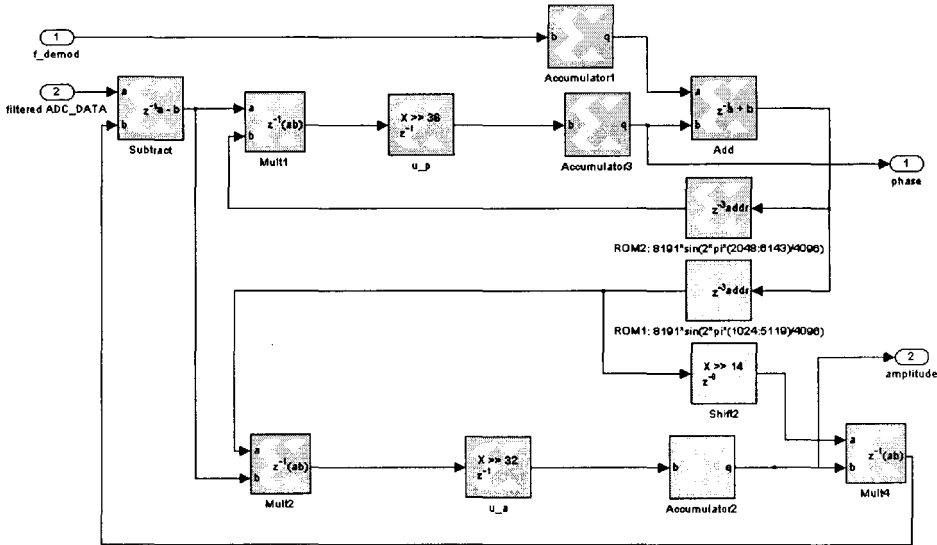 1
f_demod
b
q
Accumulator1
2
filtered ADC_DATA
a
b
z⁻¹a - b
Subtract
a
b
z⁻¹(ab)
Mult1
X >> 36
z⁻¹
u_p
b
q
Accumulator3
a
b
Add
1
phase
z⁻³addr
ROM2: 8191*sin(2*pi*(2048:6143)/4096)
z⁻³addr
ROM1: 8191*sin(2*pi*(1024:5119)/4096)
X >> 14
z⁻⁰
Shift2
2
amplitude
a
b
z⁻¹(ab)
Mult2
X >> 32
z⁻¹
u_a
b
q
Accumulator2
a
b
z⁻¹(ab)
Mult4